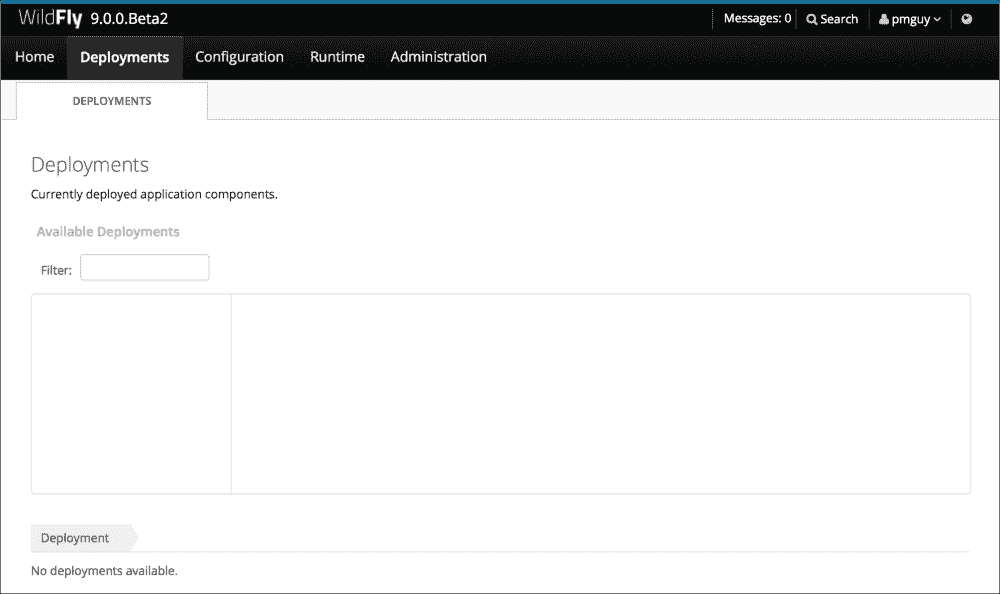 WildFly 9.0.0.Beta2 Messages: 0 Search pmguy
Home Deployments Configuration Runtime Administration
DEPLOYMENTS
Deployments
Currently deployed application components.
Available Deployments
Filter:
Deployment
No deployments available.